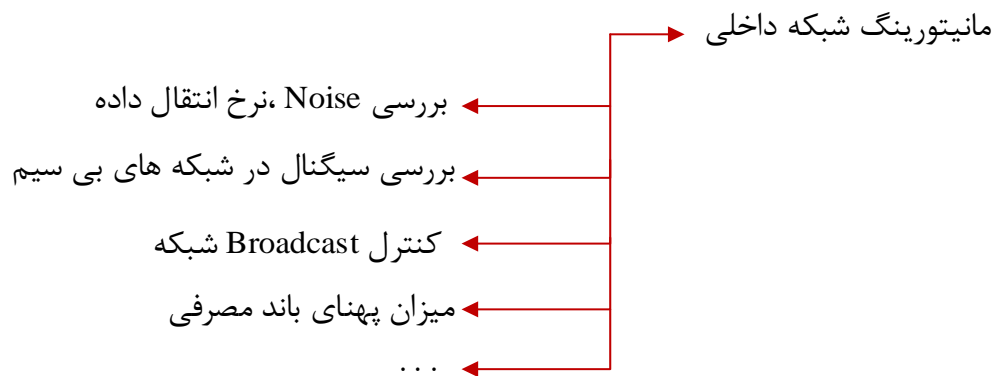 مانیتورینگ شبکه داخلی
بررسی Noise ،نرخ انتقال داده
بررسی سیگنال در شبکه های بی سیم
کنترل Broadcast شبکه
میزان پهنای باند مصرفی
. . .